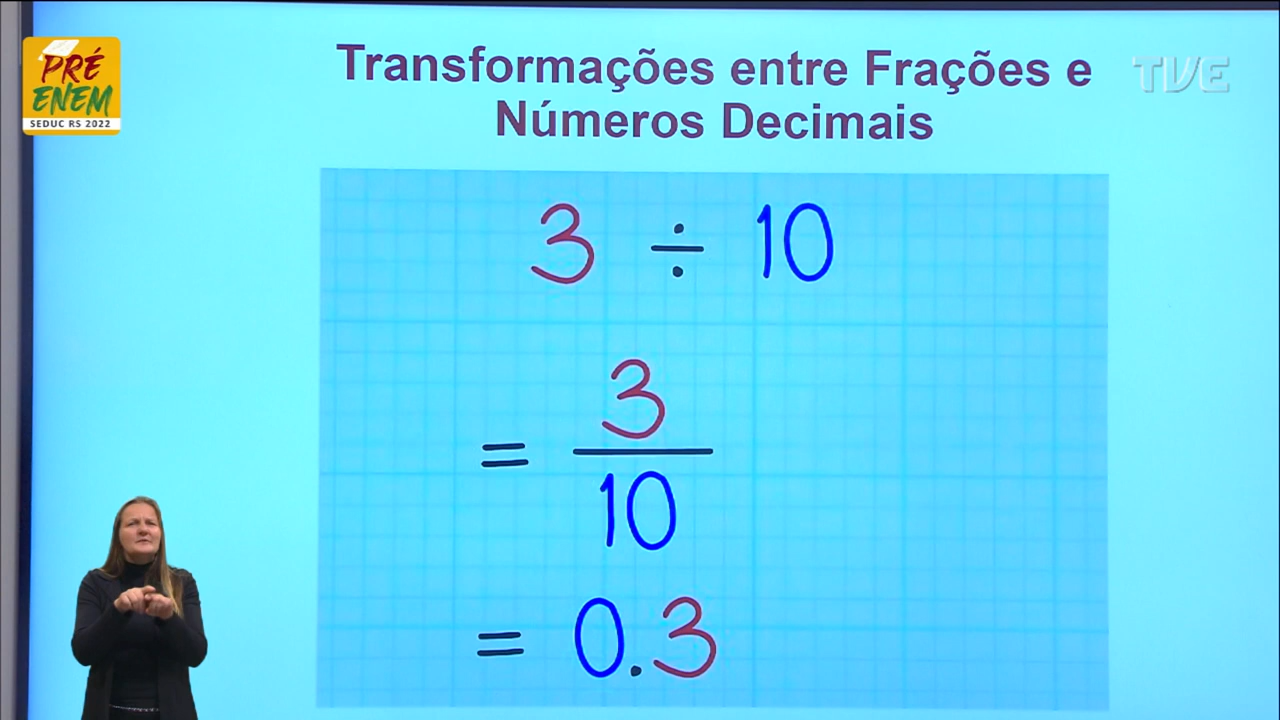 PRÉ
ENEM
SEDUC RS 2022
Transformações entre Frações e
Números Decimais
TVE
3 ÷ 10
= 3/10
= 0.3